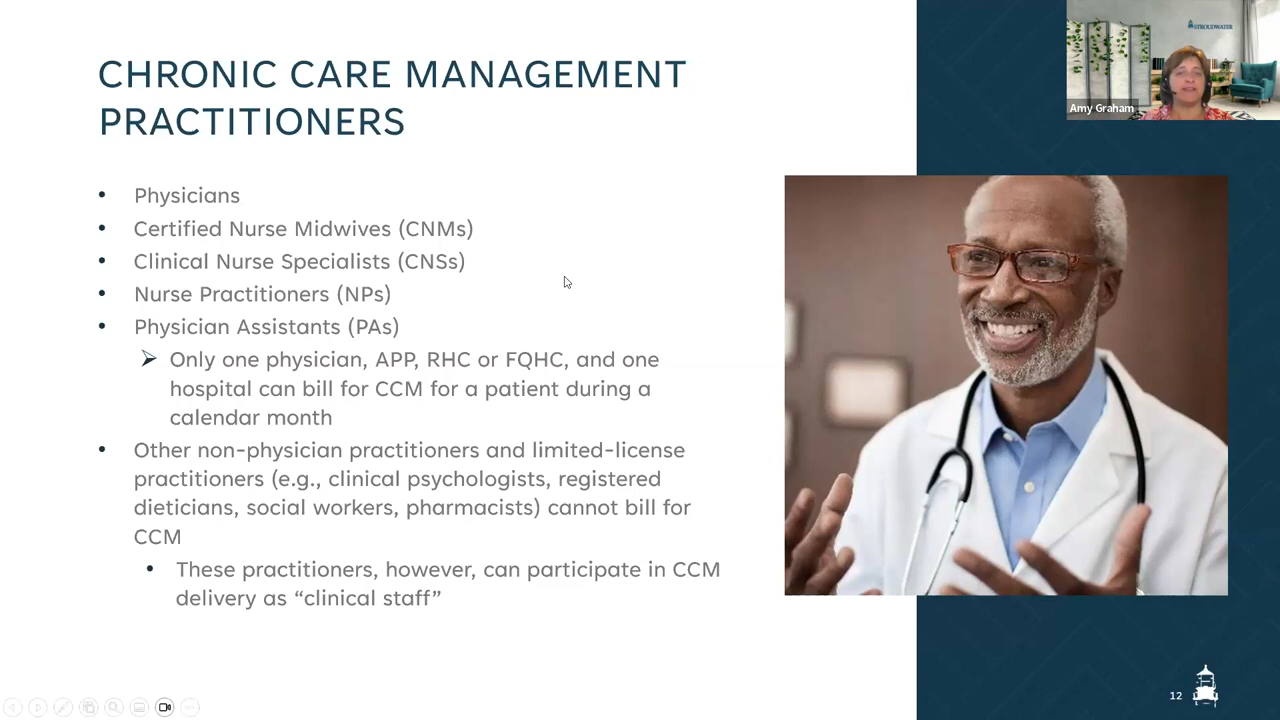 CHRONIC CARE MANAGEMENT
PRACTITIONERS
STROUDWATER
Amy Graham
• Physicians
• Certified Nurse Midwives (CNMs)
• Clinical Nurse Specialists (CNSs)
• Nurse Practitioners (NPs)
• Physician Assistants (PAs)
➢ Only one physician, APP, RHC or FQHC, and one
hospital can bill for CCM for a patient during a
calendar month
• Other non-physician practitioners and limited-license
practitioners (e.g., clinical psychologists, registered
dieticians, social workers, pharmacists) cannot bill for
CCM
• These practitioners, however, can participate in CCM
delivery as “clinical staff”
12